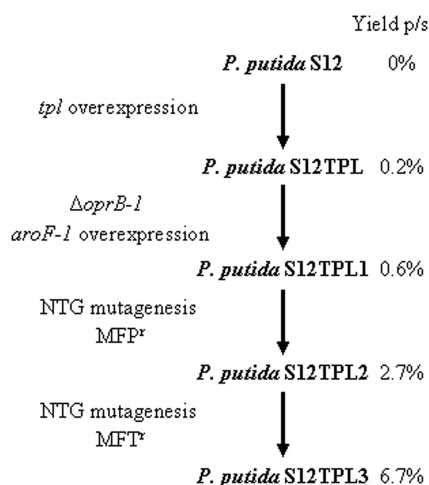 Yield p/s
P. putida S12 0%
tpl overexpression
P. putida S12TPL 0.2%
ΔoprB-1
aroF-1 overexpression
P. putida S12TPL1 0.6%
NTG mutagenesis
MFPʳ
P. putida S12TPL2 2.7%
NTG mutagenesis
MFTʳ
P. putida S12TPL3 6.7%